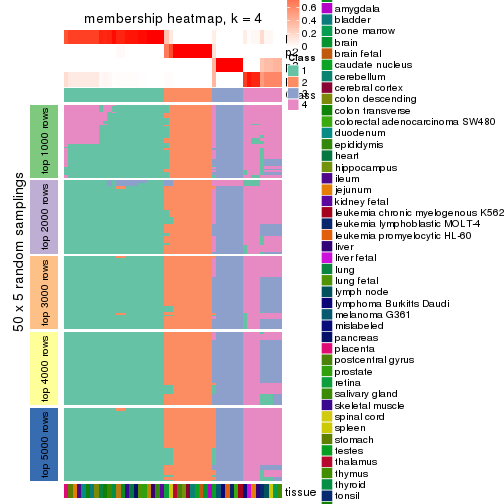 membership heatmap, k = 4
50 x 5 random samplings
top 1000 rows
top 2000 rows
top 3000 rows
top 4000 rows
top 5000 rows
0.6
0.4
0.2
0
Class
1
2
3
4
tissue
amygdala
bladder
bone marrow
brain
brain fetal
caudate nucleus
cerebellum
cerebral cortex
colon descending
colon transverse
colorectal adenocarcinoma SW480
duodenum
epididymis
heart
hippocampus
ileum
jejunum
kidney fetal
leukemia chronic myelogenous K562
leukemia lymphoblastic MOLT-4
leukemia promyelocytic HL-60
liver
liver fetal
lung
lung fetal
lymph node
lymphoma Burkitts Daudi
melanoma G361
mislabeled
pancreas
placenta
postcentral gyrus
prostate
retina
salivary gland
skeletal muscle
spinal cord
spleen
stomach
testes
thalamus
thymus
thyroid
tonsil